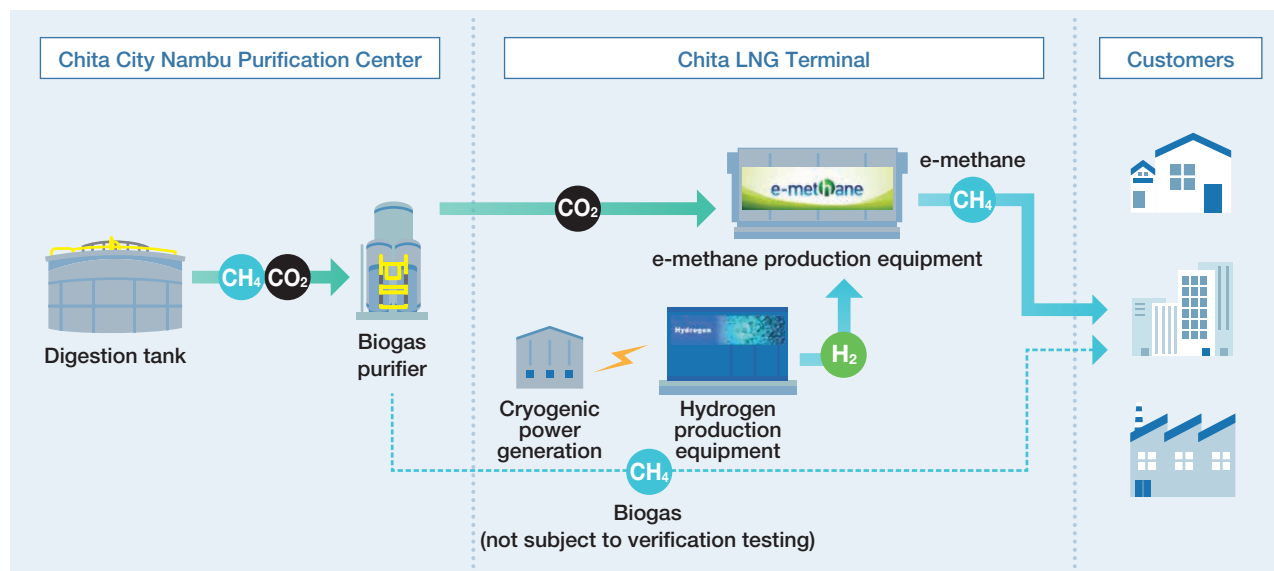 Chita City Nambu Purification Center
Chita LNG Terminal
Customers
CH₄
CO₂
Digestion tank
Biogas
purifier
CO₂
e-methane
e-methane
CH₄
e-methane production equipment
Hydrogen
H₂
Cryogenic
power
generation
Hydrogen
production
equipment
CH₄
Biogas
(not subject to verification testing)